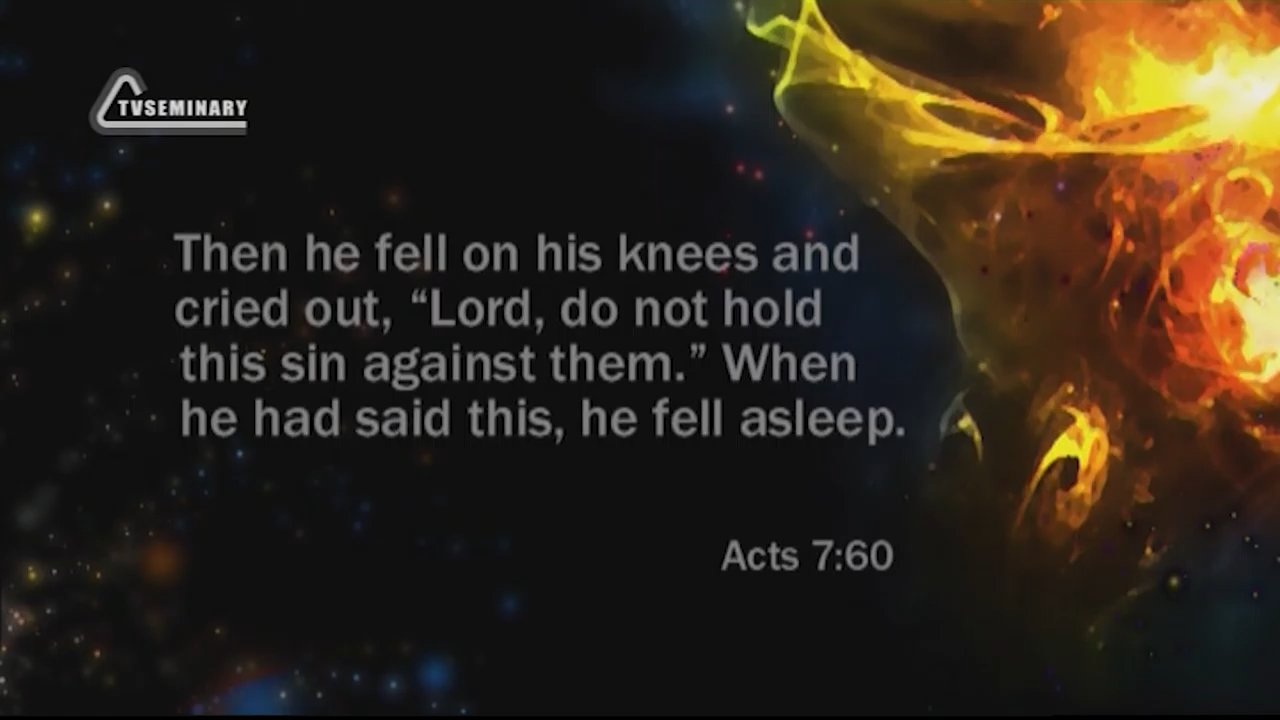 TVSEMINARY
Then he fell on his knees and
cried out, “Lord, do not hold
this sin against them.” When
he had said this, he fell asleep.
Acts 7:60